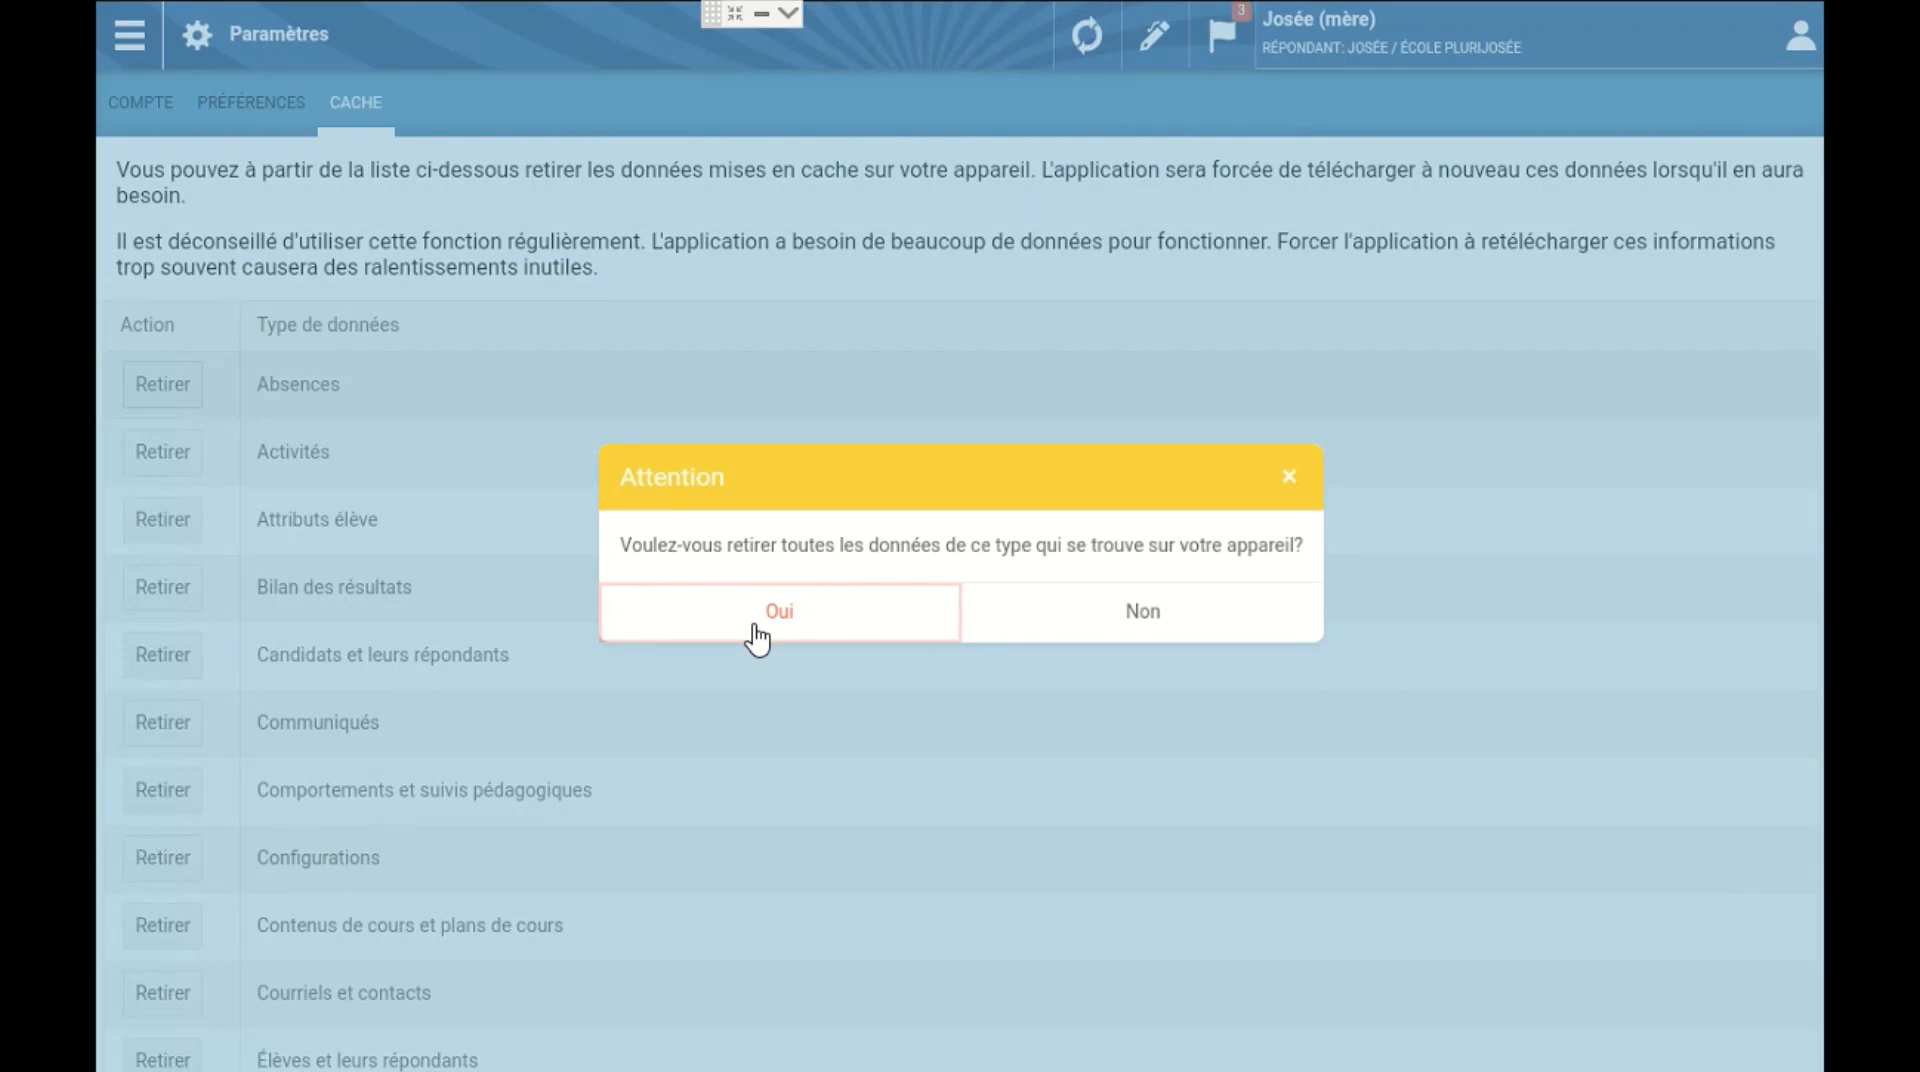 Paramètres
3
Josée (mère)
RÉPONDANT: JOSÉE / ÉCOLE PLURIJOSÉE
COMPTE
PRÉFÉRENCES
CACHE
Vous pouvez à partir de la liste ci-dessous retirer les données mises en cache sur votre appareil. L'application sera forcée de télécharger à nouveau ces données lorsqu'il en aura
besoin.
Il est déconseillé d'utiliser cette fonction régulièrement. L'application a besoin de beaucoup de données pour fonctionner. Forcer l'application à retélécharger ces informations
trop souvent causera des ralentissements inutiles.
Action Type de données
Retirer Absences
Retirer Activités
Retirer Attributs élève
Retirer Bilan des résultats
Retirer Candidats et leurs répondants
Retirer Communiqués
Retirer Comportements et suivis pédagogiques
Retirer Configurations
Retirer Contenus de cours et plans de cours
Retirer Courriels et contacts
Retirer Élèves et leurs répondants
Attention
Voulez-vous retirer toutes les données de ce type qui se trouve sur votre appareil?
Oui
Non